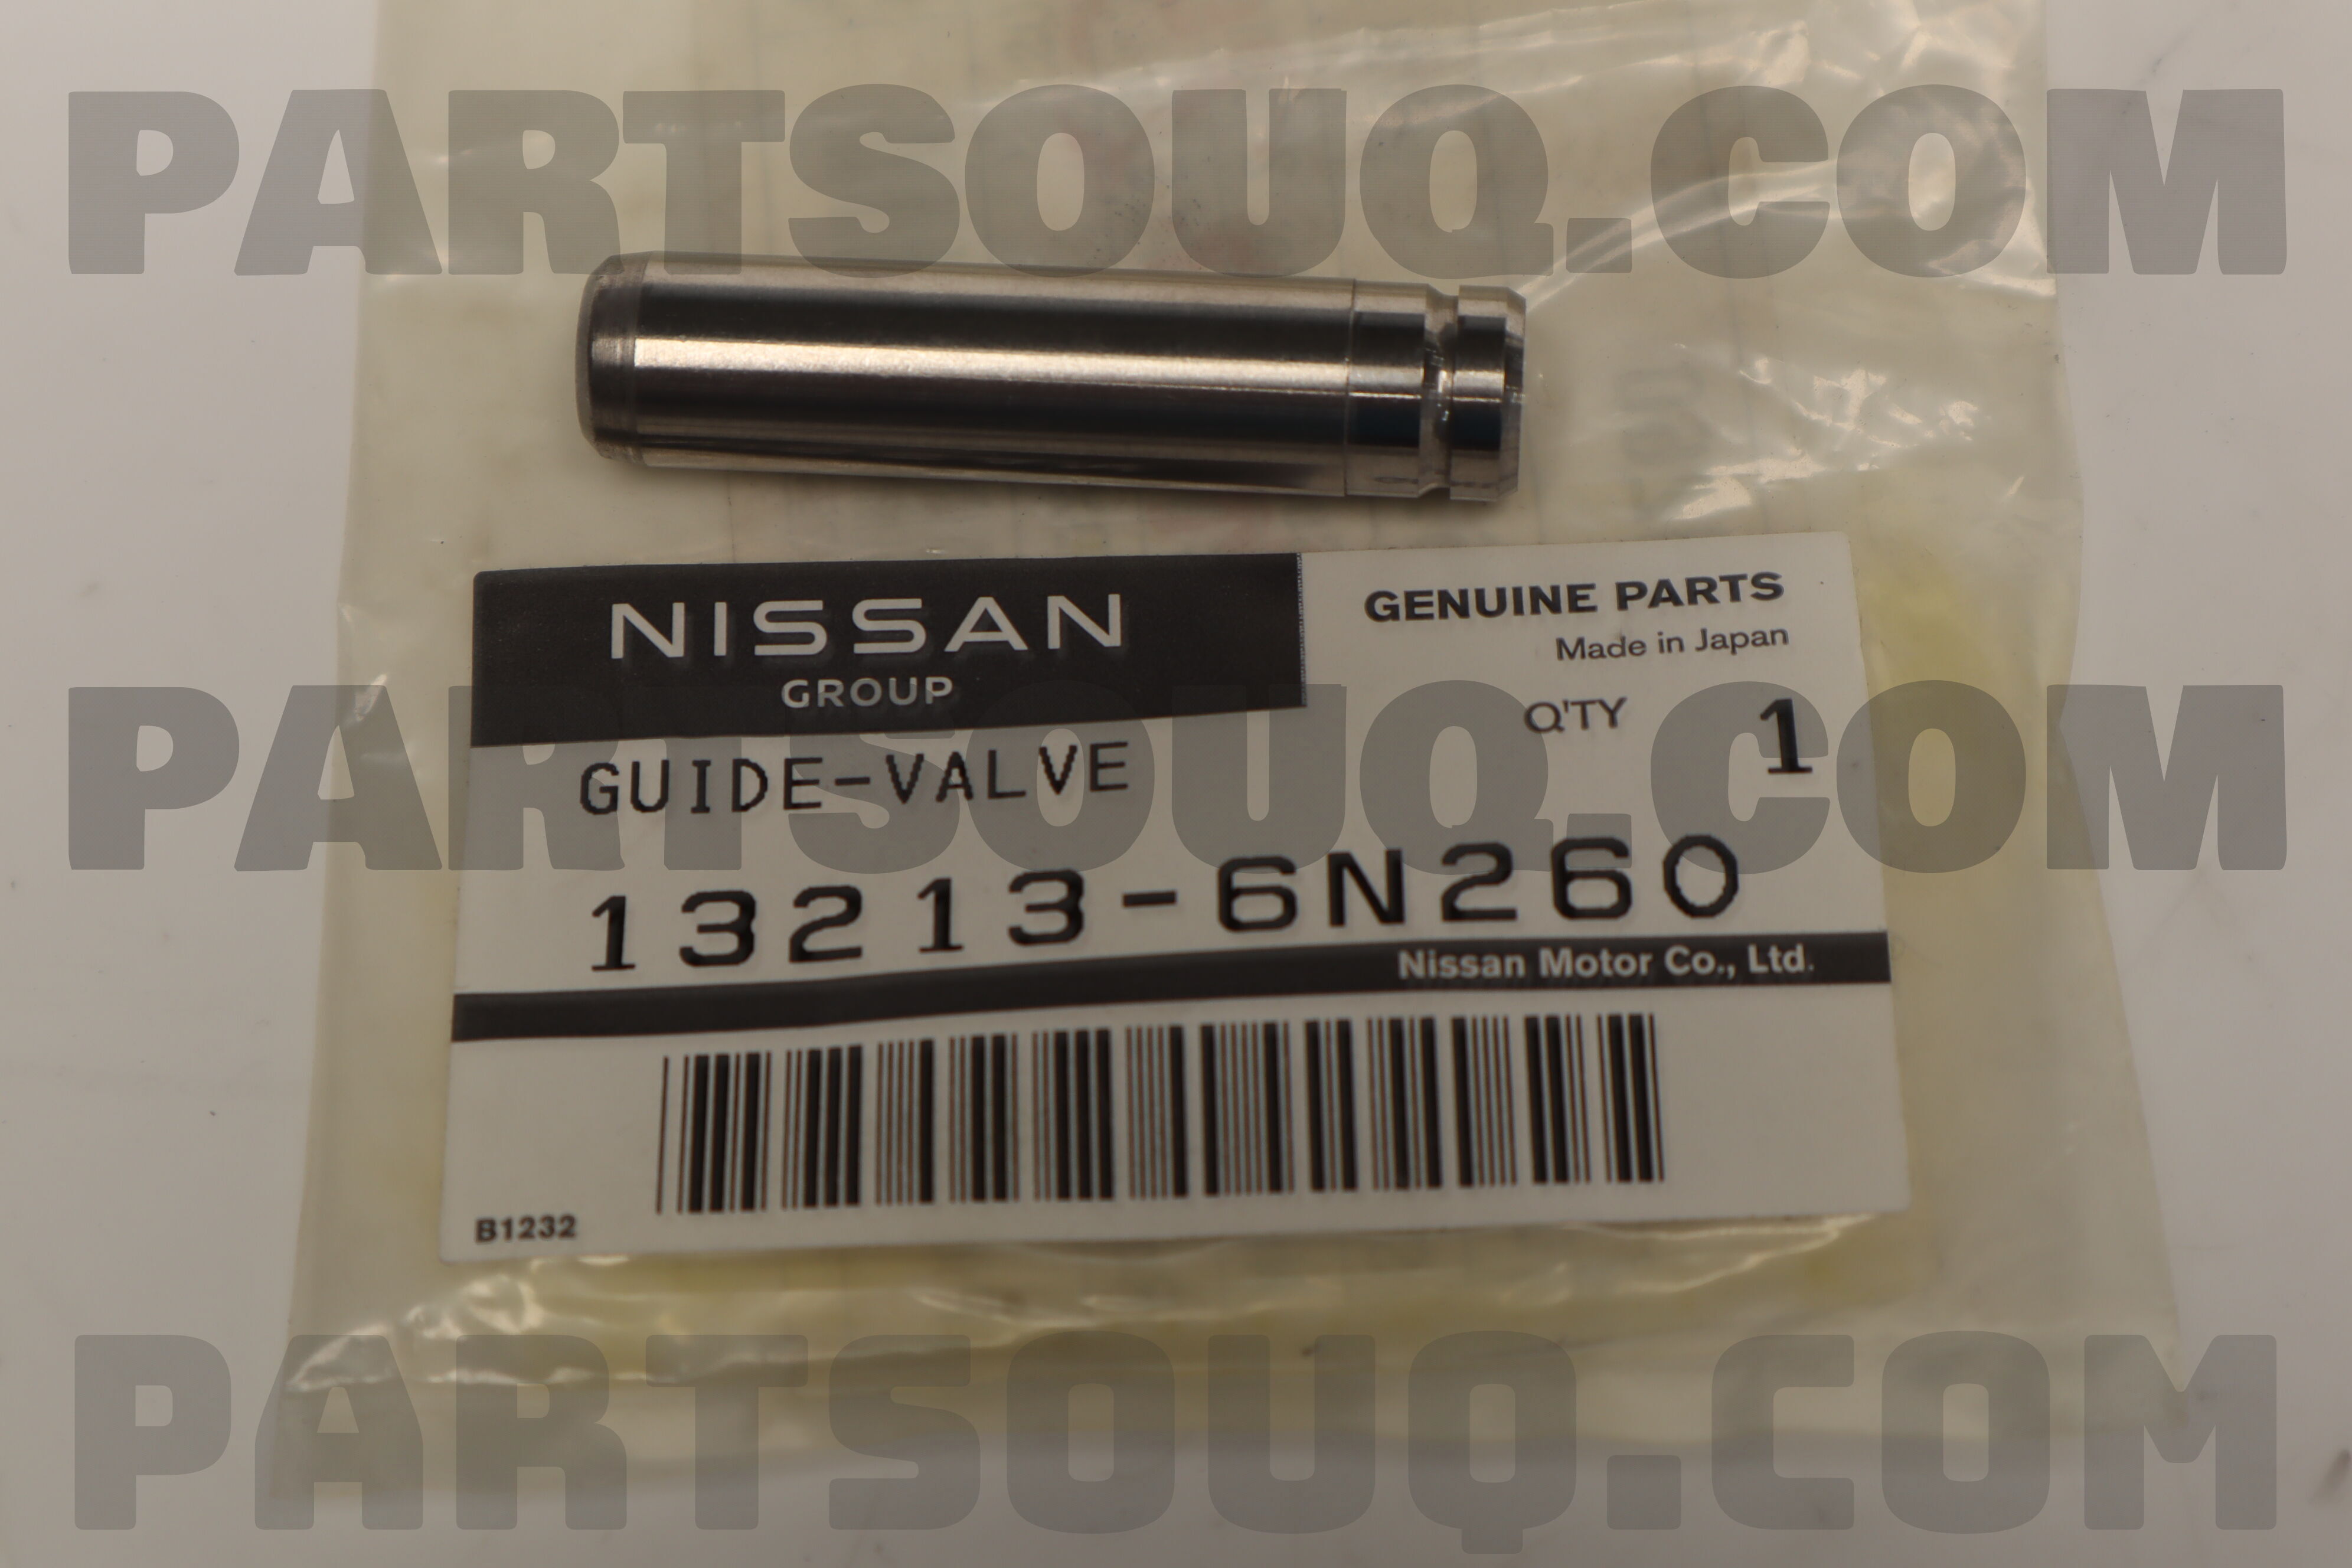 PARTSOUQ.COM
NISSAN
GROUP
GENUINE PARTS
Made in Japan
Q'TY 1
PARTSOUQ.COM
GUIDE-VALVE
13213-6N260
Nissan Motor Co., Ltd.
B1232
PARTSOUQ.COM